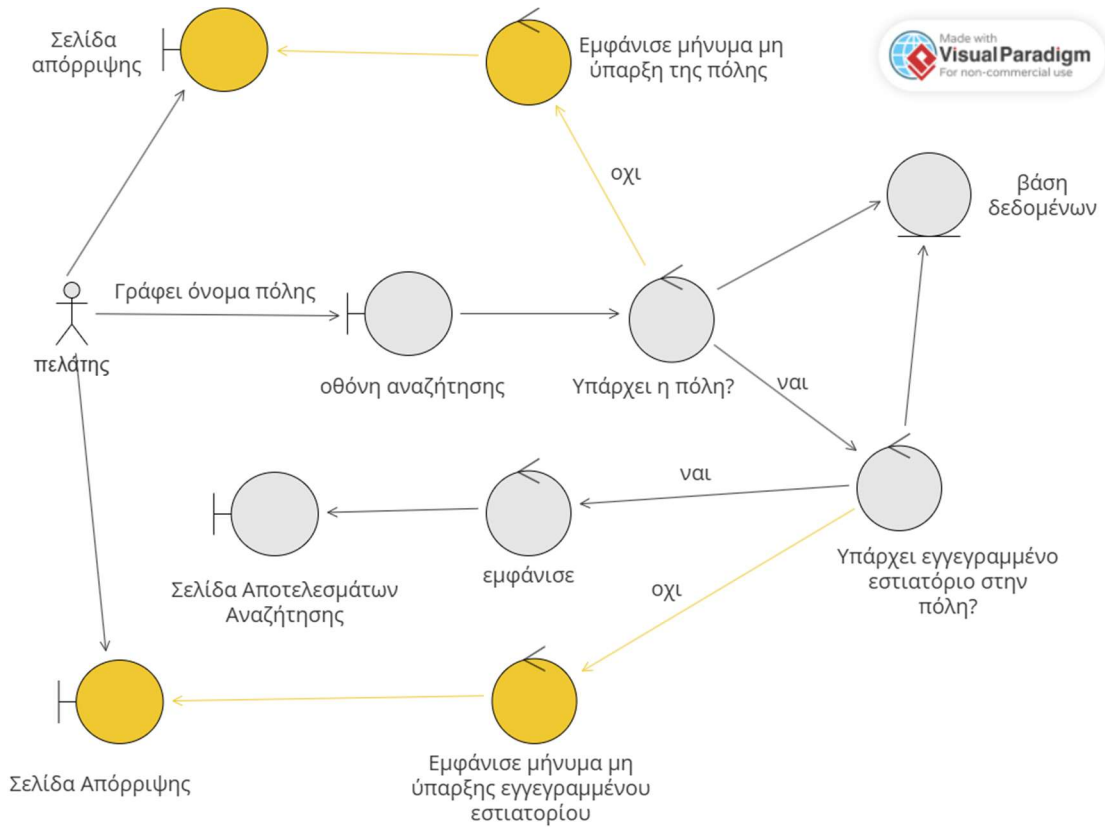 Σελίδα
απόρριψης
Εμφάνισε μήνυμα μη
ύπαρξη της πόλης
Made with
Visual Paradigm
For non-commercial use
οχι
βάση
δεδομένων
Γράφει όνομα πόλης
πελάτης
οθόνη αναζήτησης
Υπάρχει η πόλη?
ναι
ναι
Σελίδα Αποτελεσμάτων
Αναζήτησης
εμφάνισε
Υπάρχει εγγεγραμμένο
εστιατόριο στην
πόλη?
οχι
Σελίδα Απόρριψης
Εμφάνισε μήνυμα μη
ύπαρξης εγγεγραμμένου
εστιατορίου